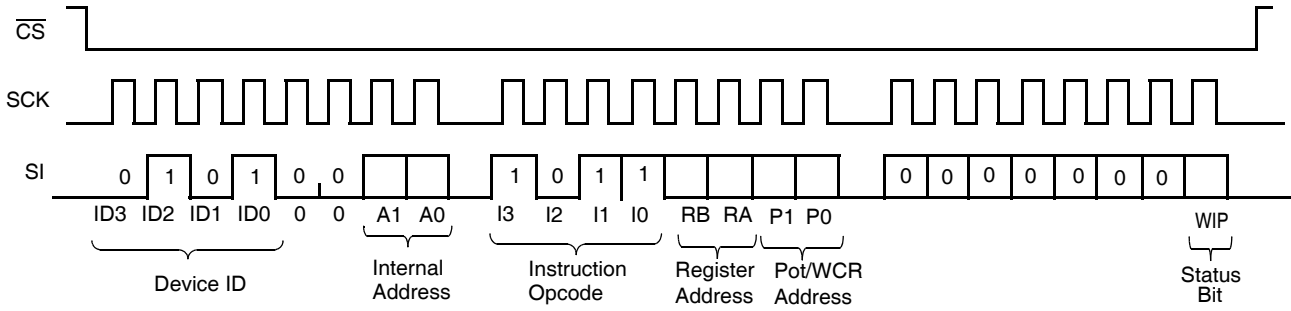 CS
SCK
SI
0 1 0 1 0 0 1 0 1 1 0 0 0 0 0 0 0
ID3 ID2 ID1 ID0 0 0 A1 A0 I3 I2 I1 I0 RB RA P1 P0 WIP
Device ID
Internal
Address
Instruction
Opcode
Register
Address
Pot/WCR
Address
Status
Bit